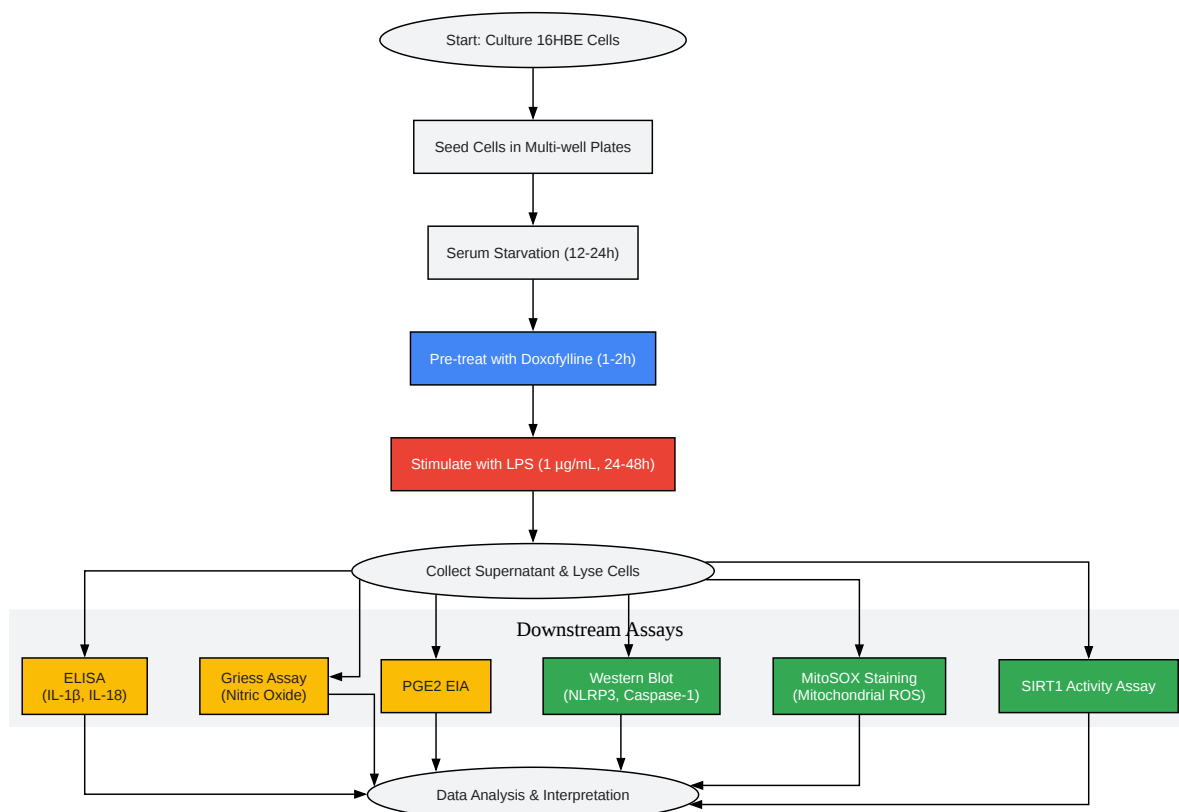 Start: Culture 16HBE Cells
Seed Cells in Multi-well Plates
Serum Starvation (12-24h)
Pre-treat with Doxofylline (1-2h)
Stimulate with LPS (1 µg/mL, 24-48h)
Collect Supernatant & Lyse Cells
Downstream Assays
ELISA
(IL-1β, IL-18)
Griess Assay
(Nitric Oxide)
PGE2 EIA
Western Blot
(NLRP3, Caspase-1)
MitoSOX Staining
(Mitochondrial ROS)
SIRT1 Activity Assay
Data Analysis & Interpretation